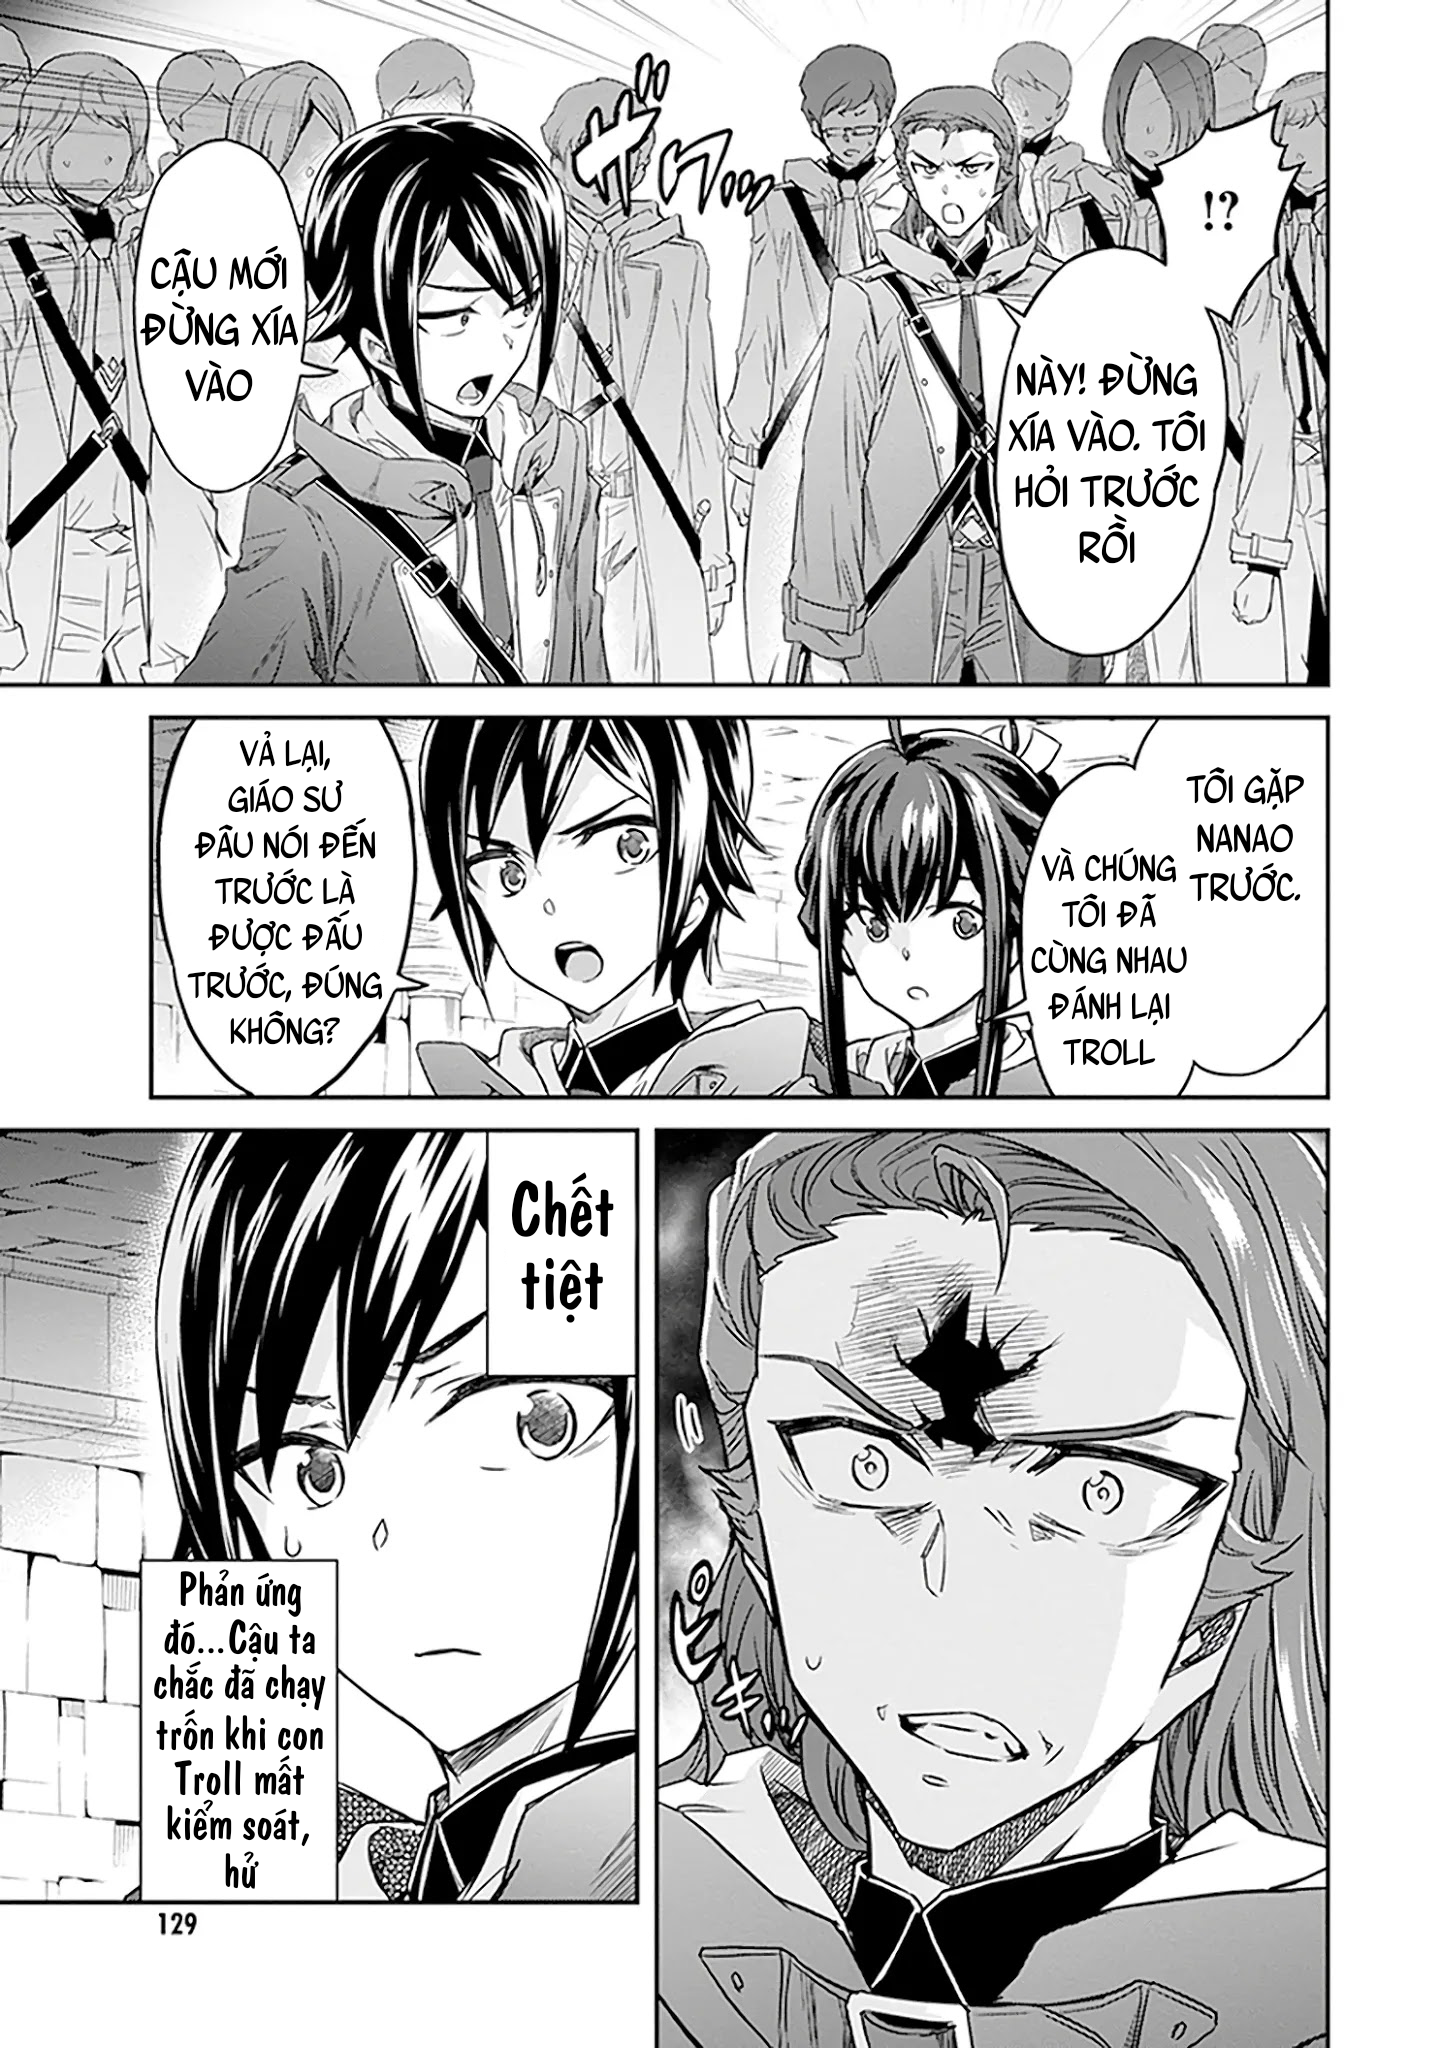 !?
NÀY! ĐỪNG
XÍA VÀO. TÔI
HỎI TRƯỚC
RỒI
ザワ...
CẬU MỚI
ĐỪNG XÍA
VÀO
TÔI GẶP
NANAO
TRƯỚC.
VÀ CHÚNG
TÔI ĐÃ
CÙNG NHAU
ĐÁNH LẠI
TROLL
VẢ LẠI,
GIÁO SƯ
ĐÂU NÓI ĐẾN
TRƯỚC LÀ
ĐƯỢC ĐẤU
TRƯỚC, ĐÚNG
KHÔNG?
Chết
tiệt
Phản ứng
đó...Cậu ta
chắc đã chạy
trốn khi con
Troll mất
kiểm soát,
hử
129